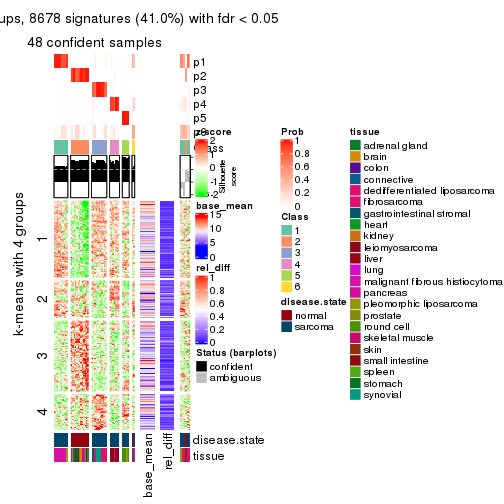 ups, 8678 signatures (41.0%) with fdr < 0.05
48 confident samples
p1
p2
p3
p4
p5
p6
Class
Silhouette
score
k-means with 4 groups
1
2
3
4
disease.state
tissue
base_mean
rel_diff
z-score
2
1
0
-1
-2
base_mean
15
10
5
0
rel_diff
1
0.8
0.6
0.4
0.2
0
Status (barplots)
confident
ambiguous
Prob
1
0.8
0.6
0.4
0.2
0
Class
1
2
3
4
5
6
disease.state
normal
sarcoma
tissue
adrenal gland
brain
colon
connective
dedifferentiated liposarcoma
fibrosarcoma
gastrointestinal stromal
heart
kidney
leiomyosarcoma
liver
lung
malignant fibrous histiocytoma
pancreas
pleomorphic liposarcoma
prostate
round cell
skeletal muscle
skin
small intestine
spleen
stomach
synovial